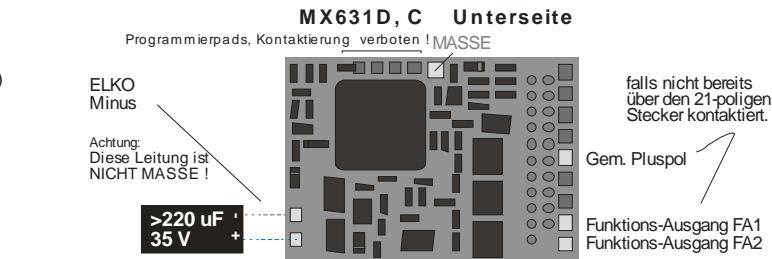 MX631D, C Unterseite
Programmierpads, Kontaktierung verboten !
MASSE
)
ELKO
Minus
Achtung:
Diese Leitung ist
NICHT MASSE !
>220 uF '
35 V +
falls nicht bereits
über den 21-poligen
Stecker kontaktiert.
Gem. Pluspol
Funktions-Ausgang FA1
Funktions-Ausgang FA2